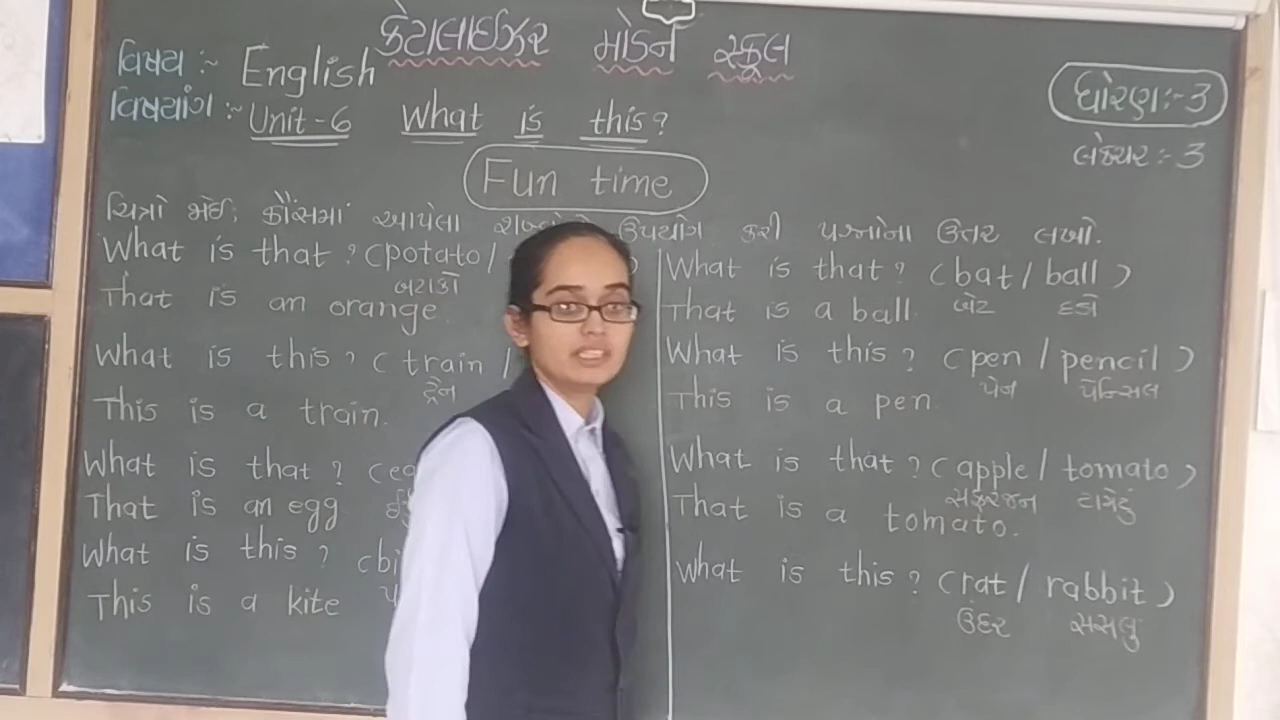 કેટલાઈઝર મોડર્ન સ્કૂલ
વિષય :- English
વિષયાંગ :- Unit-6 What is this?
ધોરણ:-3
લેક્ચર:-3
Fun time
ચિત્રો જોઈ કૌંસમાં આપેલા ઉપયોગ કરી પ્રશ્નોના ઉત્તર લખો.
What is that? (potato/
બટાકો
That is an orange.
What is this? (train /
ટ્રેન
This is a train.
What is that? (eg
That is an egg
What is this? (bi
This is a kite
What is that? (bat/ball)
બેટ દડો
That is a ball.
What is this? (pen/pencil)
પેન પેન્સિલ
This is a pen.
What is that? (apple/tomato)
સફરજન ટામેટું
That is a tomato.
What is this? (rat/rabbit)
ઉંદર સસલુ